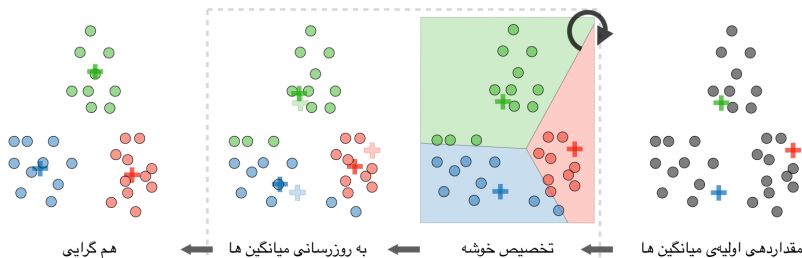 مقداردهی اولیه‌ی میانگین ها
تخصیص خوشه
به روزرسانی میانگین ها
هم گرایی